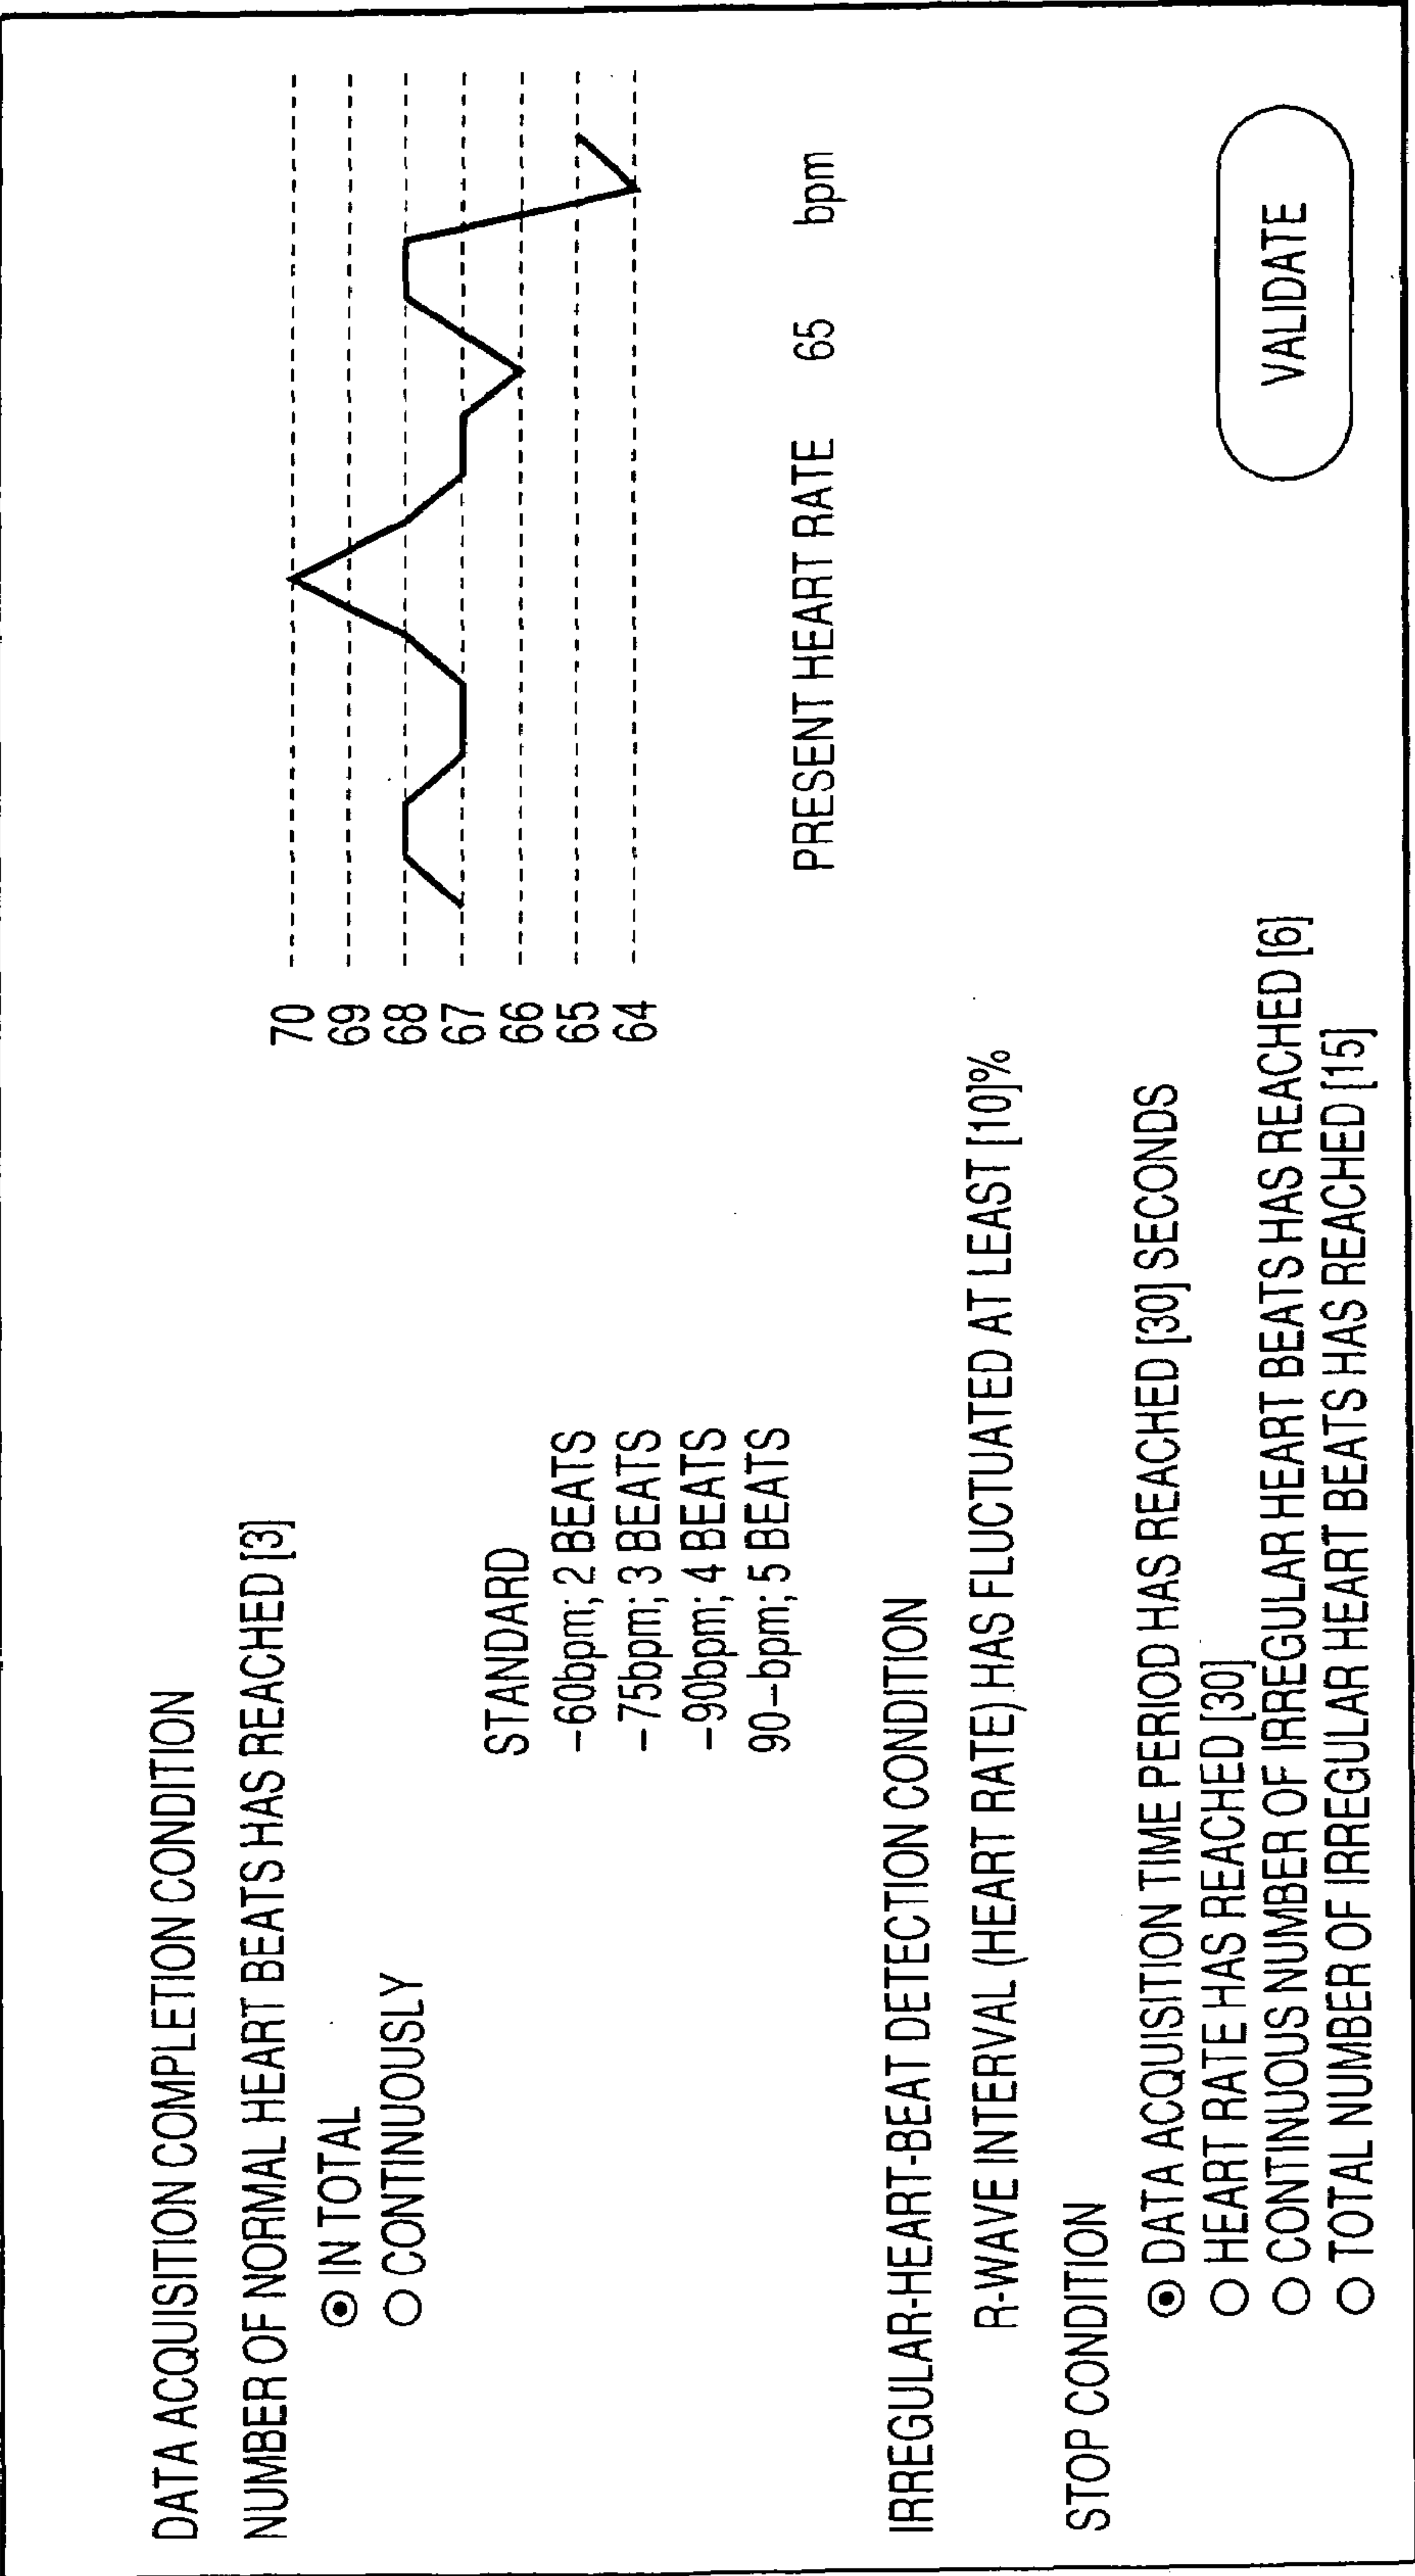 DATA ACQUISITION COMPLETION CONDITION
NUMBER OF NORMAL HEART BEATS HAS REACHED [3]
IN TOTAL
CONTINUOUSLY
STANDARD
-60bpm; 2 BEATS
-75bpm; 3 BEATS
-90bpm; 4 BEATS
90-bpm; 5 BEATS
70
69
68
67
66
65
64
PRESENT HEART RATE 65 bpm
IRREGULAR-HEART-BEAT DETECTION CONDITION
R-WAVE INTERVAL (HEART RATE) HAS FLUCTUATED AT LEAST [10]%
STOP CONDITION
DATA ACQUISITION TIME PERIOD HAS REACHED [30] SECONDS
HEART RATE HAS REACHED [30]
CONTINUOUS NUMBER OF IRREGULAR HEART BEATS HAS REACHED [6]
TOTAL NUMBER OF IRREGULAR HEART BEATS HAS REACHED [15]
VALIDATE